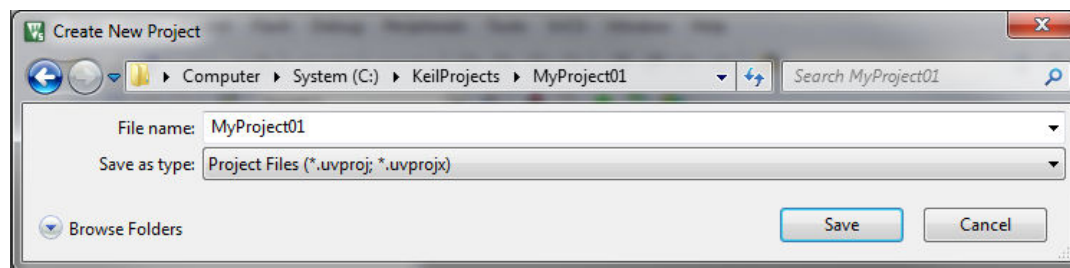 Create New Project
Computer System (C:) KeilProjects MyProject01 Search MyProject01
File name: MyProject01
Save as type: Project Files (*.uvproj; *.uvprojx)
Browse Folders Save Cancel